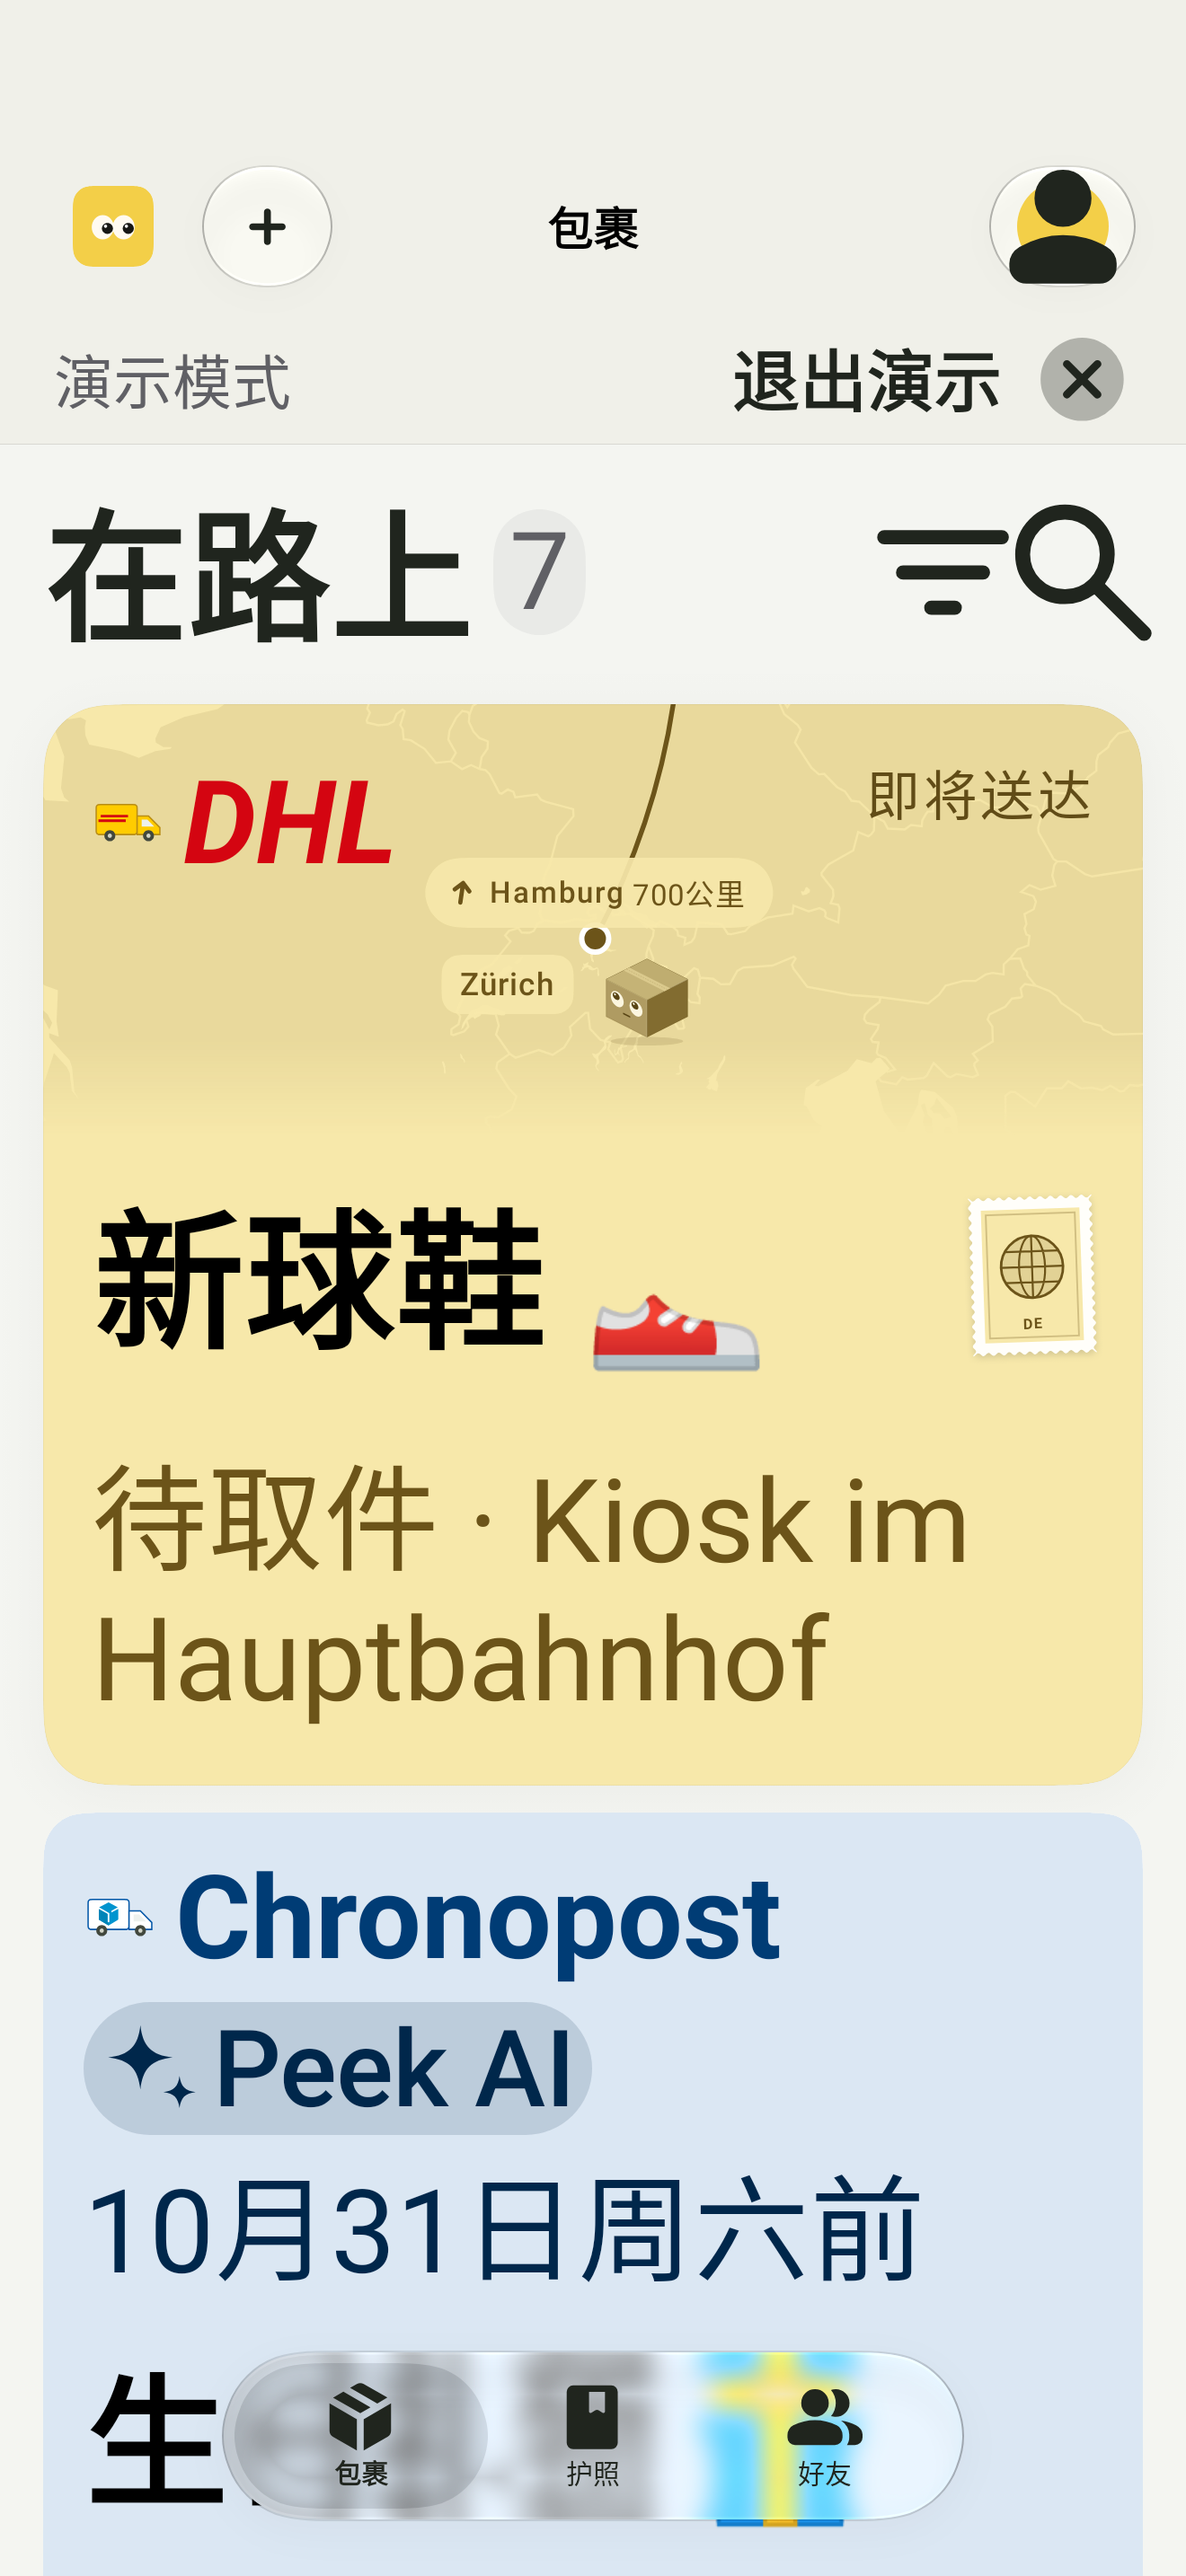 包裹
演示模式
退出演示
在路上 7
DHL
即将送达
Hamburg 700公里
Zürich
新球鞋
DE
待取件 · Kiosk im
Hauptbahnhof
Chronopost
Peek AI
10月31日周六前
生
包裹
护照
好友